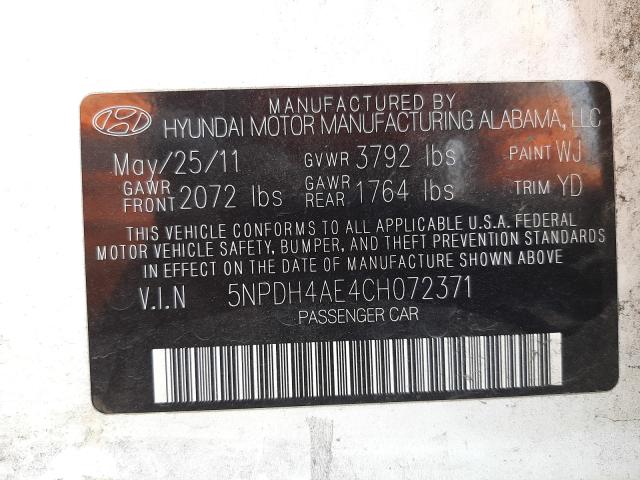 MANUFACTURED BY
HYUNDAI MOTOR MANUFACTURING ALABAMA, LLC
May/25/11 GVWR 3792 lbs PAINT WJ
GAWR FRONT 2072 lbs GAWR REAR 1764 lbs TRIM YD
THIS VEHICLE CONFORMS TO ALL APPLICABLE U.S.A. FEDERAL
MOTOR VEHICLE SAFETY, BUMPER, AND THEFT PREVENTION STANDARDS
IN EFFECT ON THE DATE OF MANUFACTURE SHOWN ABOVE
V.I.N 5NPDH4AE4CH072371
PASSENGER CAR